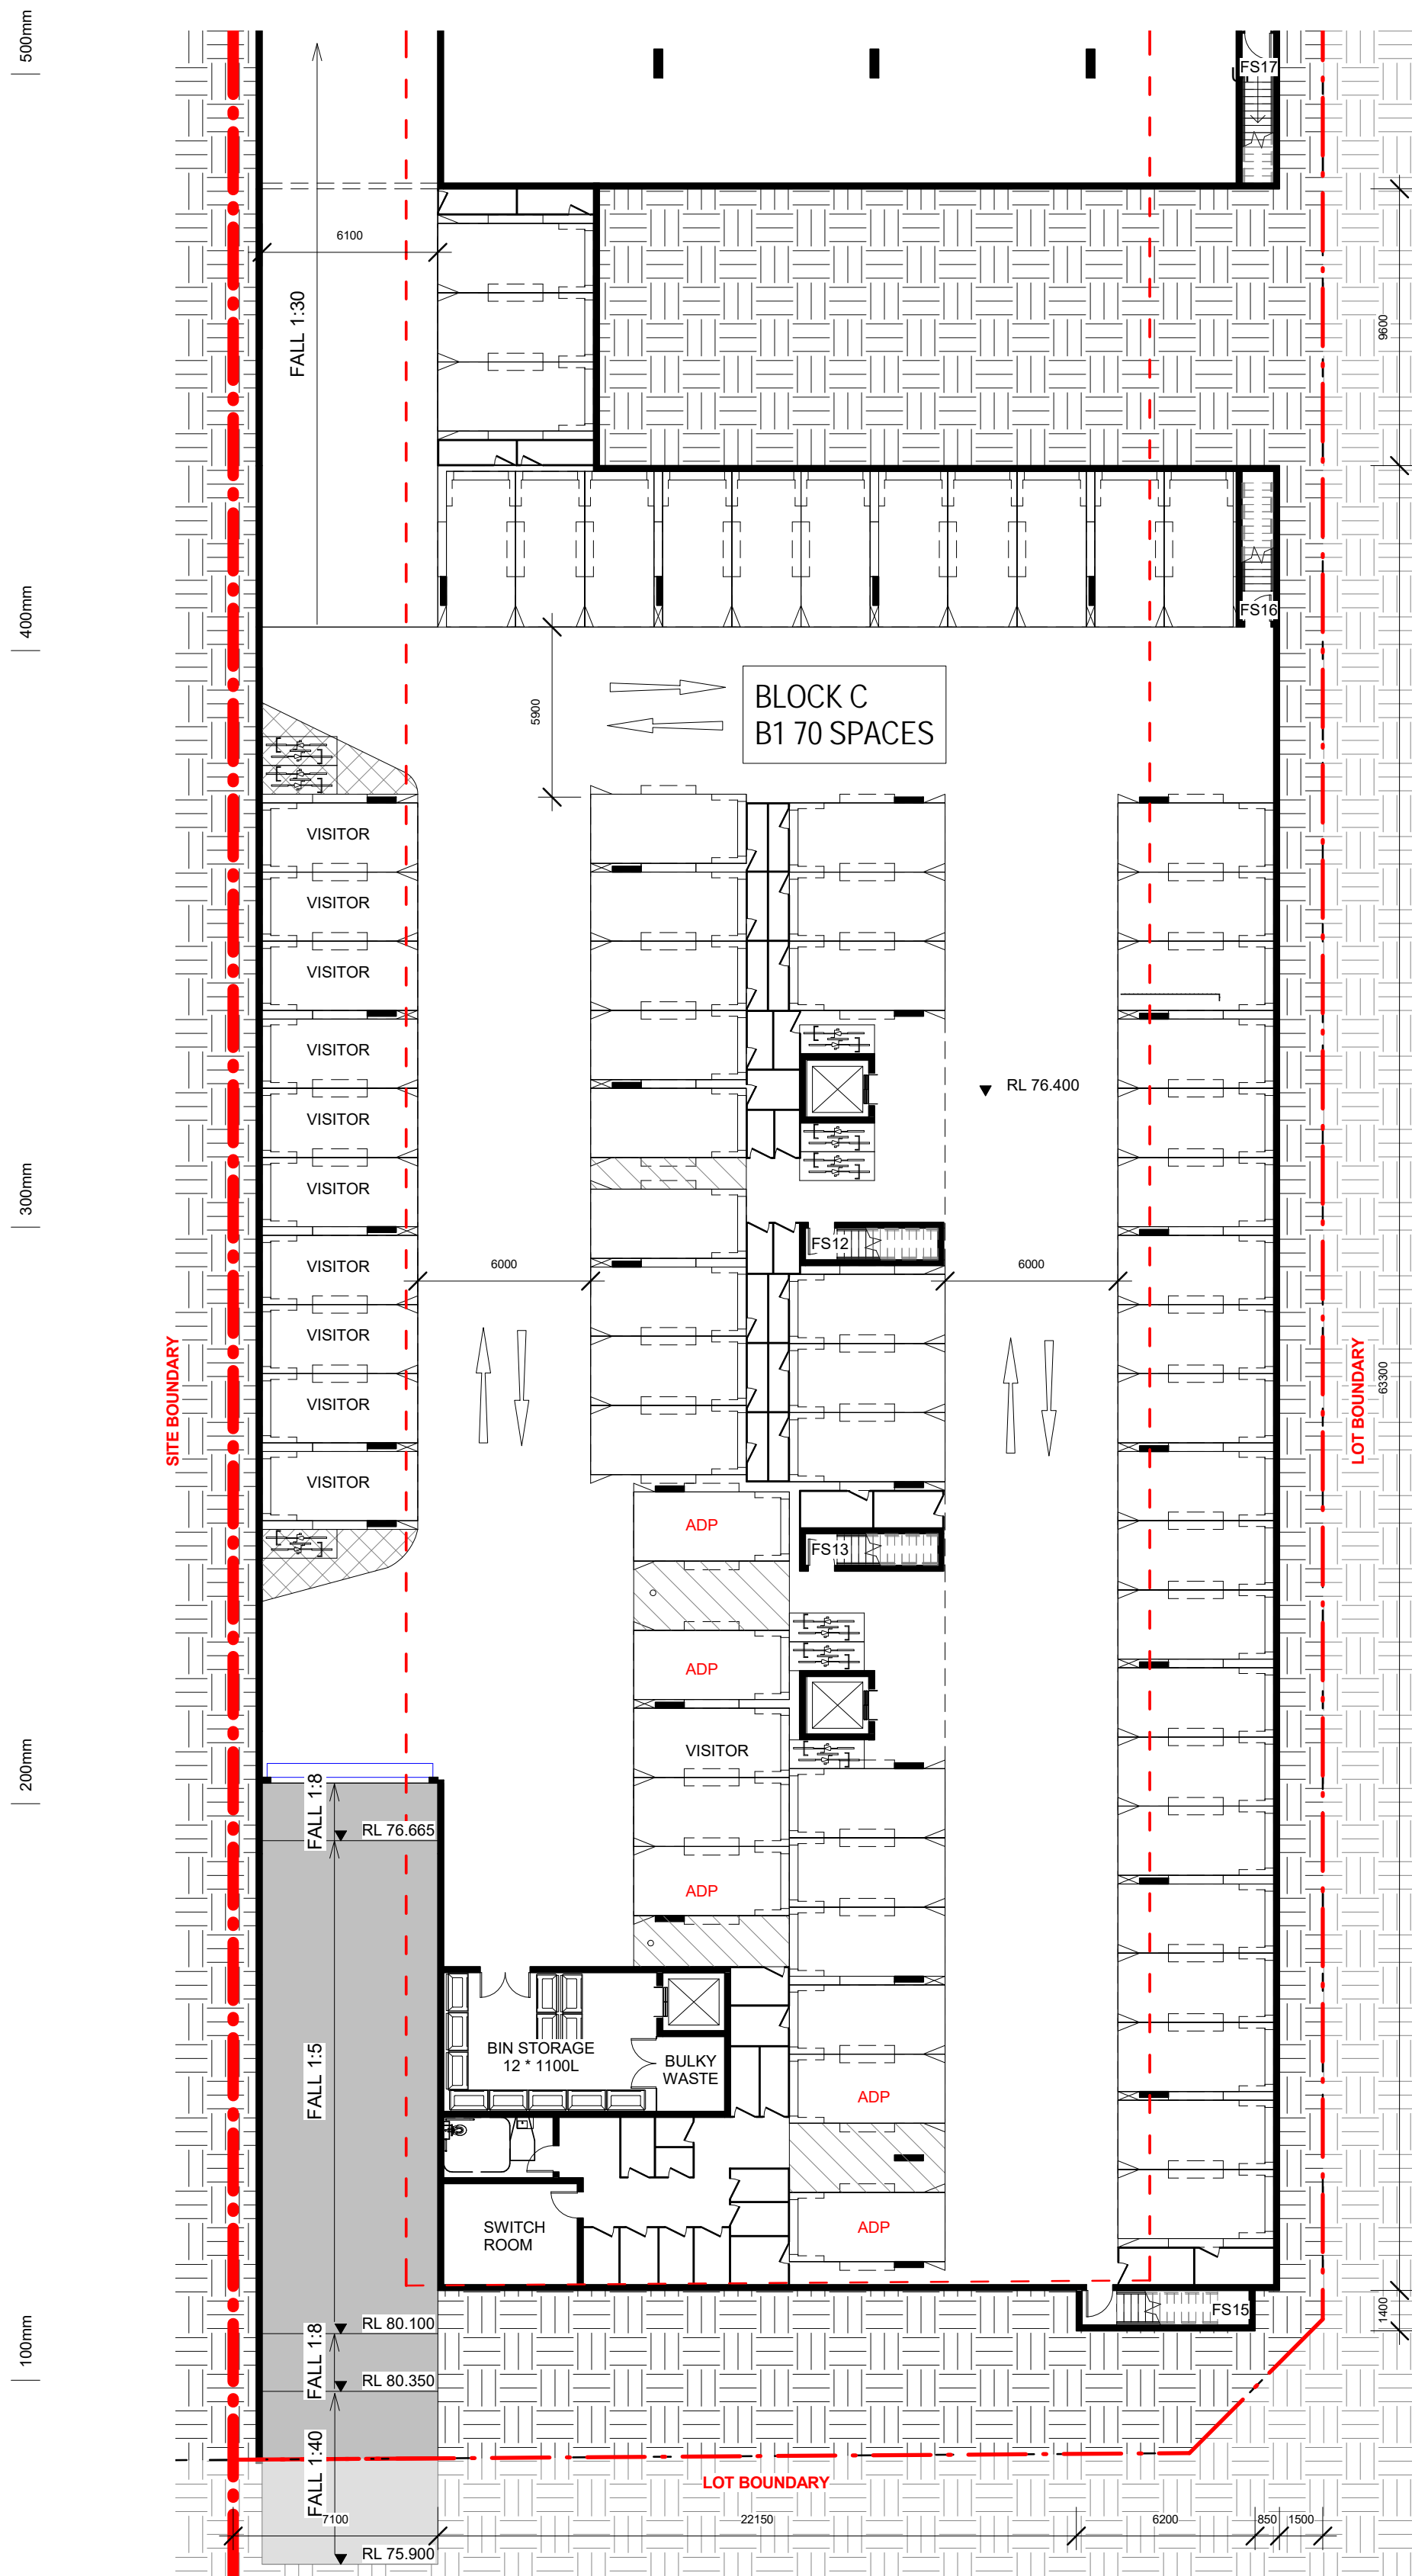 500mm
FS17
6100
FALL 1:30
9600
400mm
FS16
5900
BLOCK C
B1 70 SPACES
VISITOR
VISITOR
VISITOR
VISITOR
RL 76.400
VISITOR
VISITOR
300mm
FS12
VISITOR
6000
6000
VISITOR
SITE BOUNDARY
LOT BOUNDARY
63300
VISITOR
VISITOR
ADP
FS13
ADP
VISITOR
200mm
FALL 1:8
RL 76.665
ADP
FALL 1:5
BIN STORAGE
12 * 1100L
BULKY
WASTE
ADP
SWITCH
ROOM
ADP
FS15
1400
100mm
RL 80.100
FALL 1:8
RL 80.350
FALL 1:40
LOT BOUNDARY
7100
22150
6200
850
1500
RL 75.900